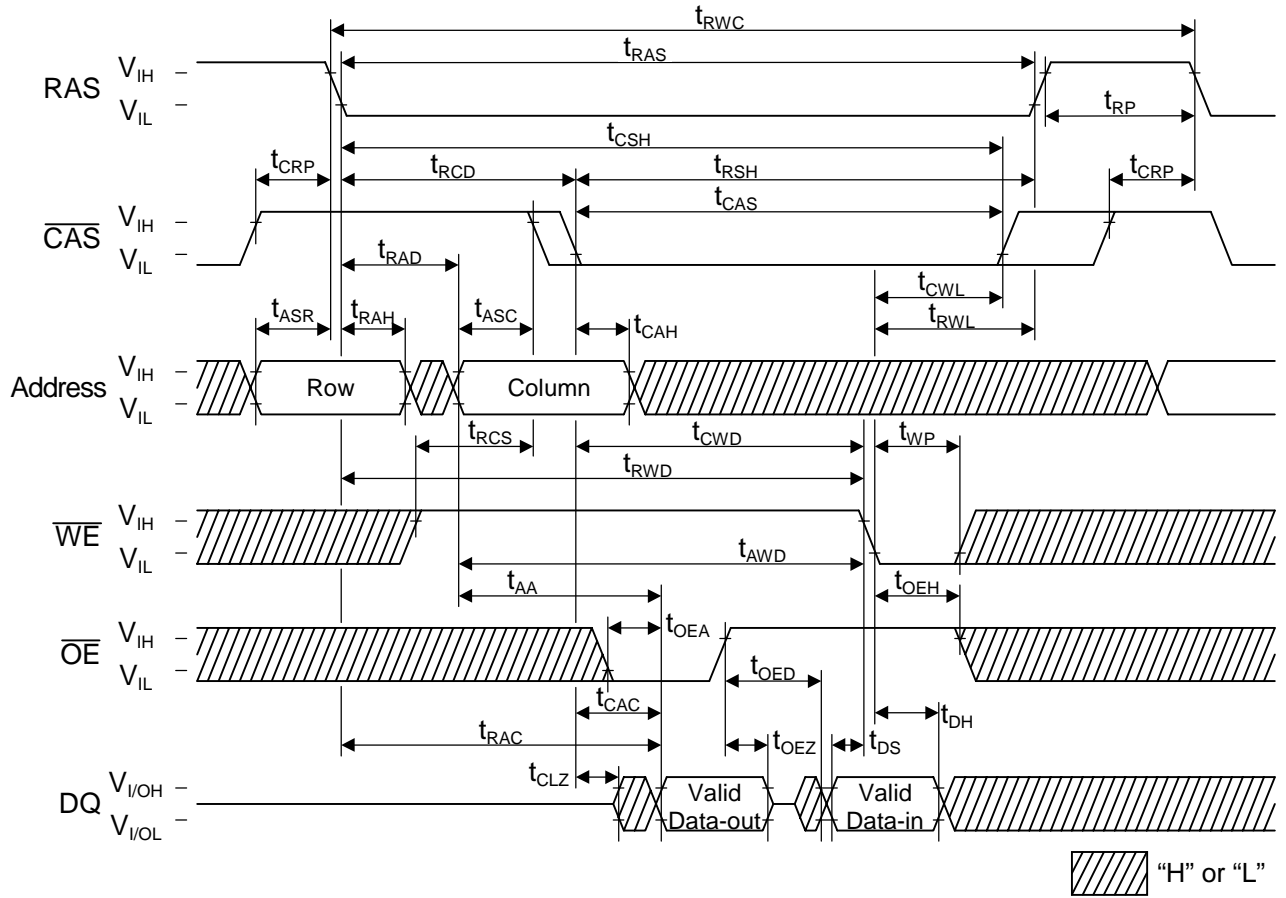 tRWC
tRAS
RAS
VIH
VIL
tRP
tCSH
tCRP
tRCD
tRSH
tCRP
CAS
VIH
VIL
tCAS
tRAD
tCWL
tASR
tRAH
tASC
tCAH
tRWL
Address
VIH
VIL
Row
Column
tRCS
tCWD
tWP
tRWD
WE
VIH
VIL
tAWD
tAA
tOEH
OE
VIH
VIL
tOEA
tOED
tCAC
tRAC
tOEZ
tDS
tDH
tCLZ
DQ
VI/OH
VI/OL
Valid
Data-out
Valid
Data-in
“H” or “L”